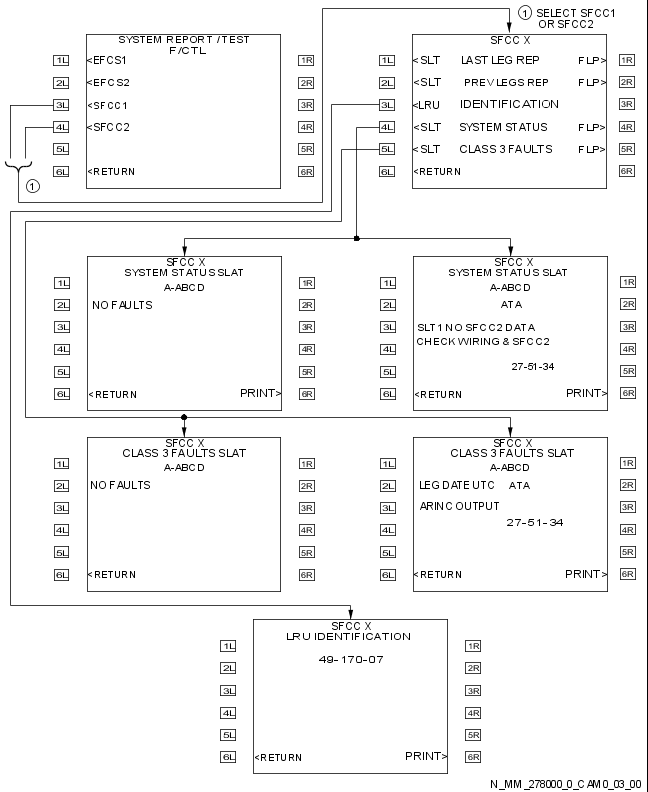 1 SELECT SFCC1
OR SFCC2
SYSTEM REPORT / TEST
F/CTL
1L <EFCS1 1R
2L <EFCS2 2R
3L <SFCC1 3R
4L <SFCC2 4R
5L 5R
6L <RETURN 6R
1
SFCC X
1L <SLT LAST LEG REP FLP> 1R
2L <SLT PREV LEGS REP FLP> 2R
3L <LRU IDENTIFICATION 3R
4L <SLT SYSTEM STATUS FLP> 4R
5L <SLT CLASS 3 FAULTS FLP> 5R
6L <RETURN 6R
SFCC X
SYSTEM STATUS SLAT
A-ABCD
1L 1R
2L NO FAULTS 2R
3L 3R
4L 4R
5L 5R
6L <RETURN PRINT> 6R
SFCC X
SYSTEM STATUS SLAT
A-ABCD
1L 1R
2L ATA 2R
3L SLT 1 NO SFCC2 DATA 3R
CHECK WIRING & SFCC2
4L 4R
27-51-34
5L 5R
6L <RETURN PRINT> 6R
SFCC X
CLASS 3 FAULTS SLAT
A-ABCD
1L 1R
2L NO FAULTS 2R
3L 3R
4L 4R
5L 5R
6L <RETURN 6R
SFCC X
CLASS 3 FAULTS SLAT
A-ABCD
1L 1R
2L LEG DATE UTC ATA 2R
3L ARINC OUTPUT 3R
27-51-34
4L 4R
5L 5R
6L <RETURN PRINT> 6R
SFCC X
LRU IDENTIFICATION
1L 1R
49-170-07
2L 2R
3L 3R
4L 4R
5L 5R
6L <RETURN PRINT> 6R
N_MM_278000_0_CAM0_03_00